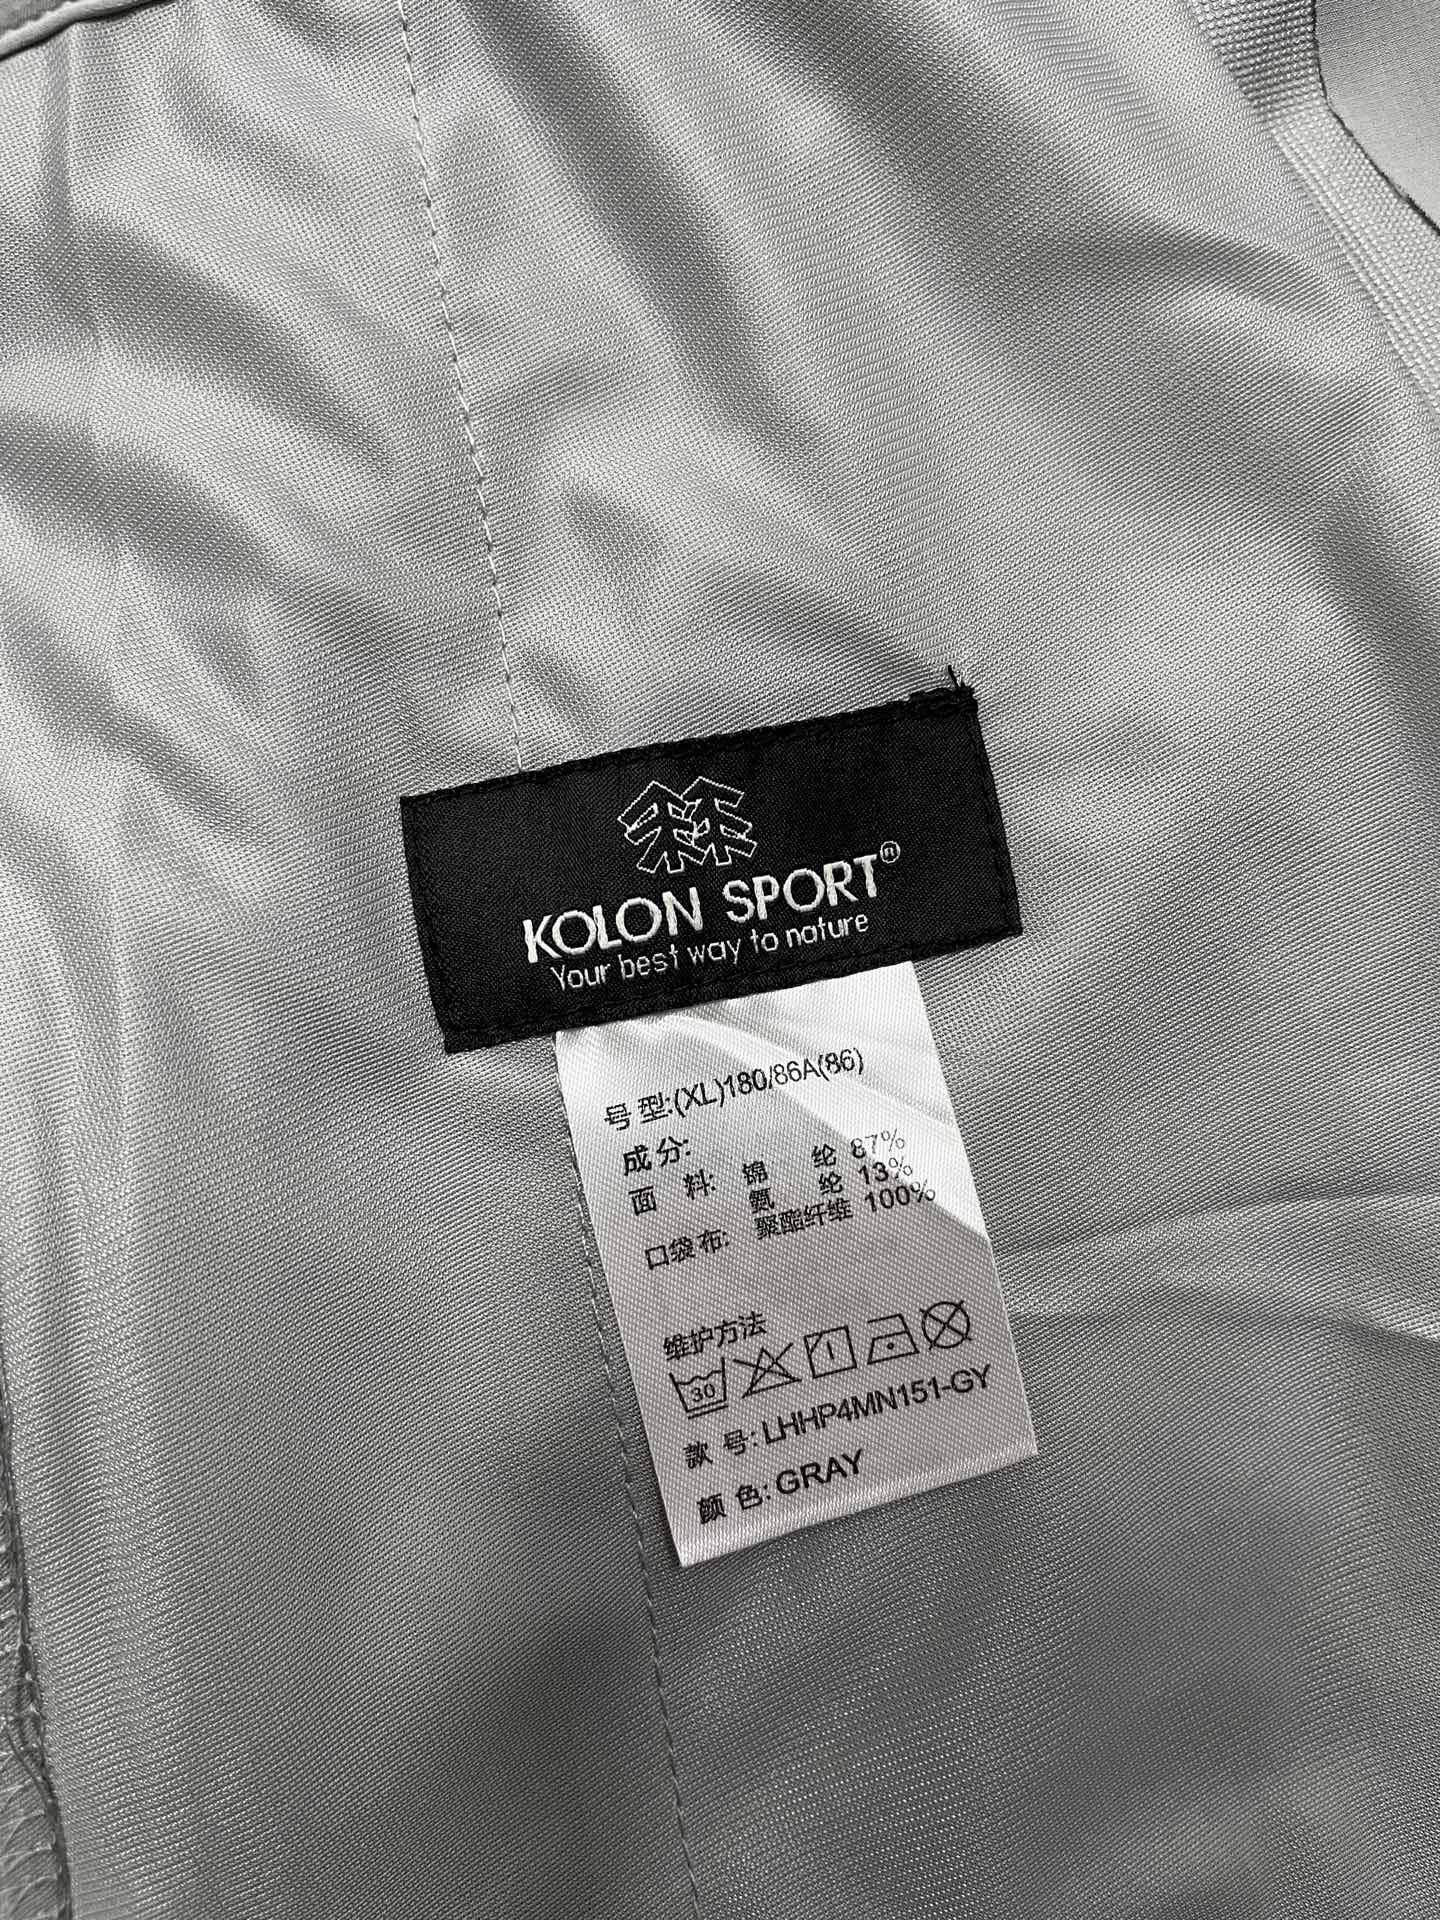 KOLON SPORT®
Your best way to nature
号型:(XL)180/86A(86)
成分:
面料: 锦纶 87%
氨纶 13%
口袋布: 聚酯纤维 100%
维护方法
30
款号: LHHP4MN151-GY
颜色: GRAY